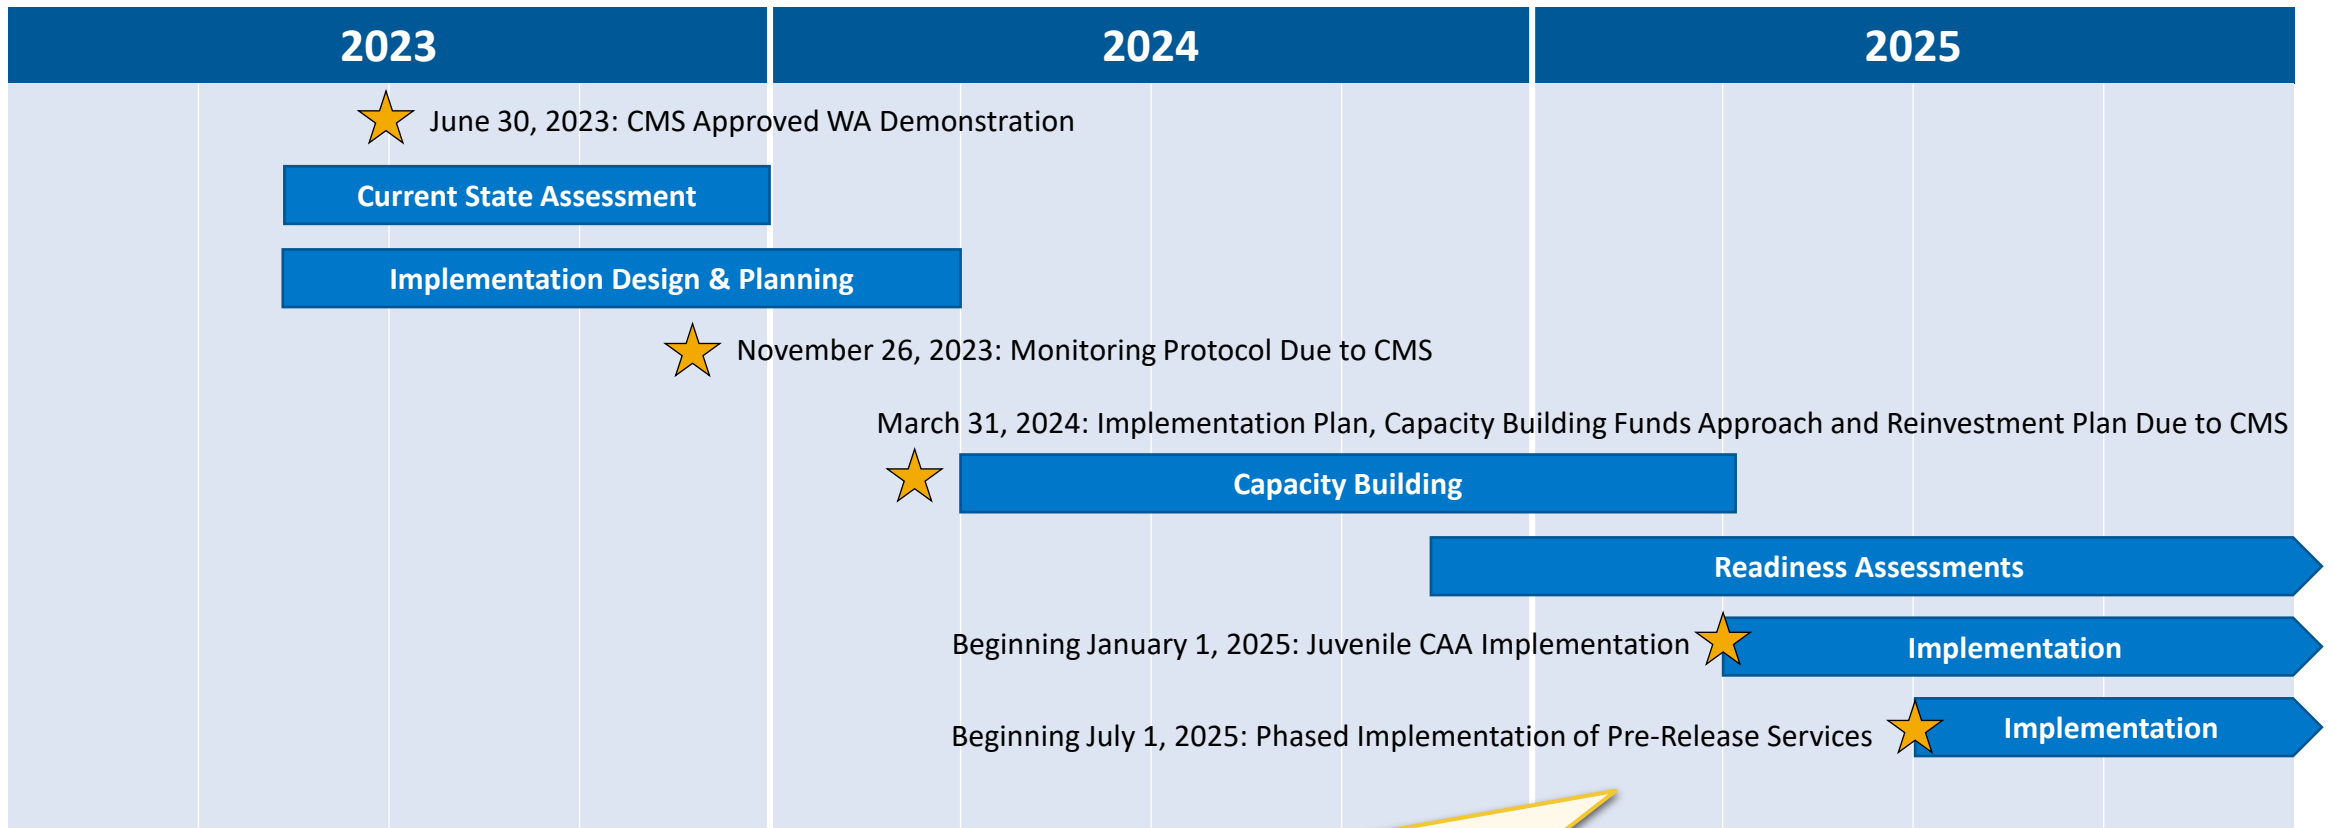 2023
2024
2025
June 30, 2023: CMS Approved WA Demonstration
Current State Assessment
Implementation Design & Planning
November 26, 2023: Monitoring Protocol Due to CMS
March 31, 2024: Implementation Plan, Capacity Building Funds Approach and Reinvestment Plan Due to CMS
Capacity Building
Readiness Assessments
Beginning January 1, 2025: Juvenile CAA Implementation
Implementation
Beginning July 1, 2025: Phased Implementation of Pre-Release Services
Implementation